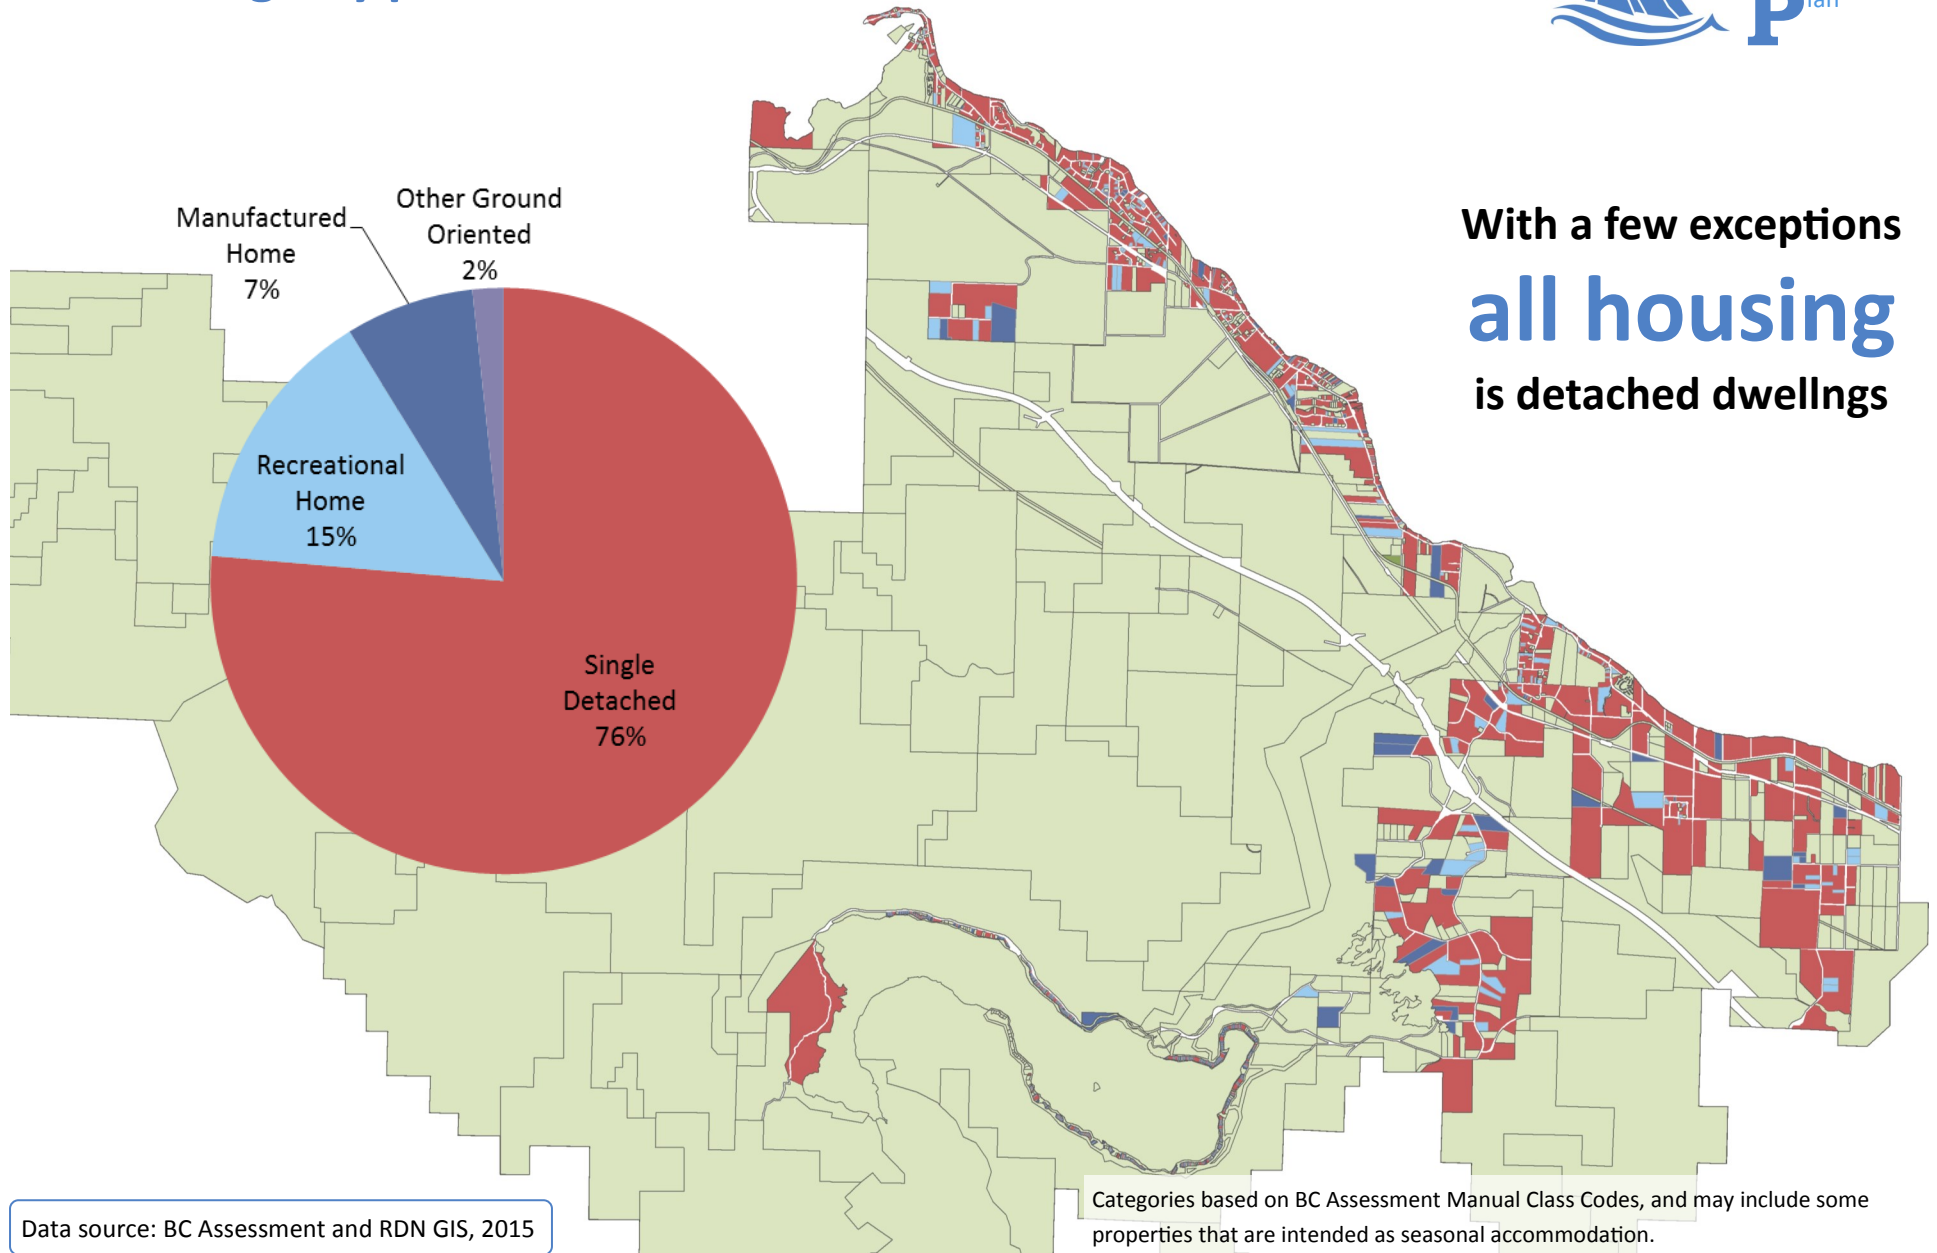 Plan
With a few exceptions
all housing
is detached dwellngs
Manufactured
Home
7%
Other Ground
Oriented
2%
Recreational
Home
15%
Single
Detached
76%
Data source: BC Assessment and RDN GIS, 2015
Categories based on BC Assessment Manual Class Codes, and may include some
properties that are intended as seasonal accommodation.